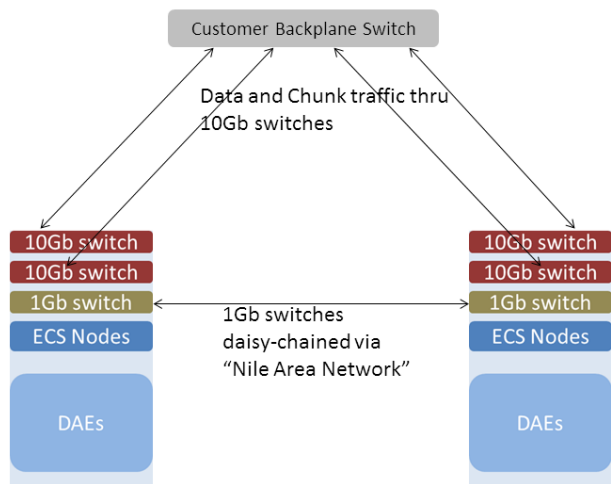 Customer Backplane Switch
Data and Chunk traffic thru
10Gb switches
10Gb switch
10Gb switch
1Gb switch
ECS Nodes
DAEs
1Gb switches
daisy-chained via
“Nile Area Network”
10Gb switch
10Gb switch
1Gb switch
ECS Nodes
DAEs